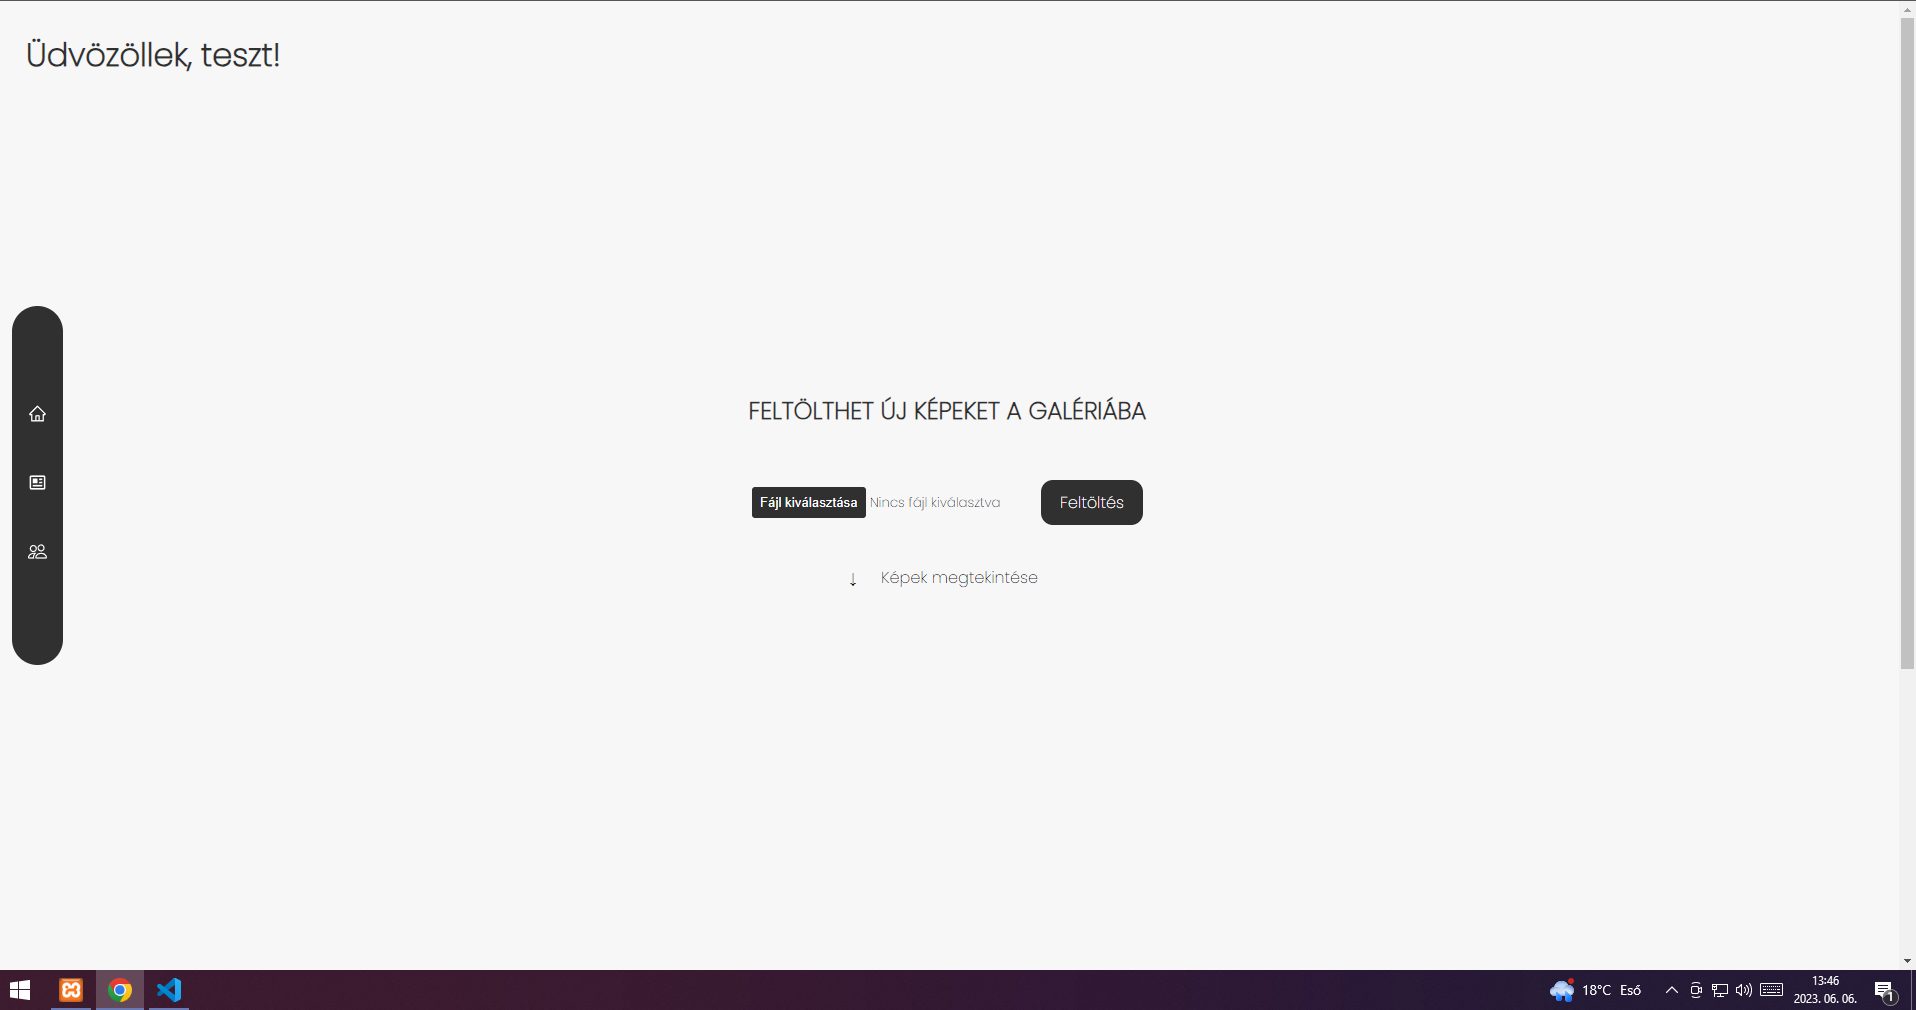 Üdvözöllek, teszt!
FELTÖLTHET ÚJ KÉPEKET A GALÉRIÁBA
Fájl kiválasztása Nincs fájl kiválasztva Feltöltés
↓ Képek megtekintése
18°C Eső 13:46
2023. 06. 06. 1